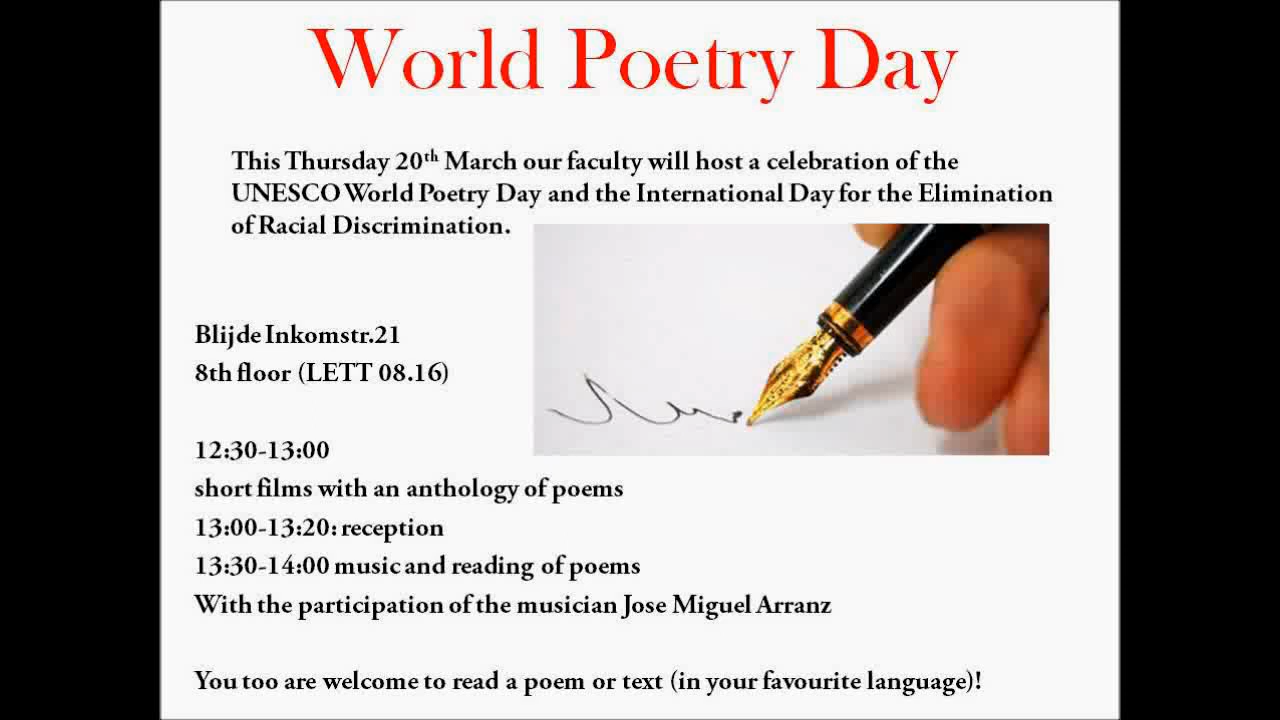 World Poetry Day
This Thursday 20th March our faculty will host a celebration of the
UNESCO World Poetry Day and the International Day for the Elimination
of Racial Discrimination.
Blijde Inkomstr.21
8th floor (LETT 08.16)
12:30-13:00
short films with an anthology of poems
13:00-13:20: reception
13:30-14:00 music and reading of poems
With the participation of the musician Jose Miguel Arranz
You too are welcome to read a poem or text (in your favourite language)!